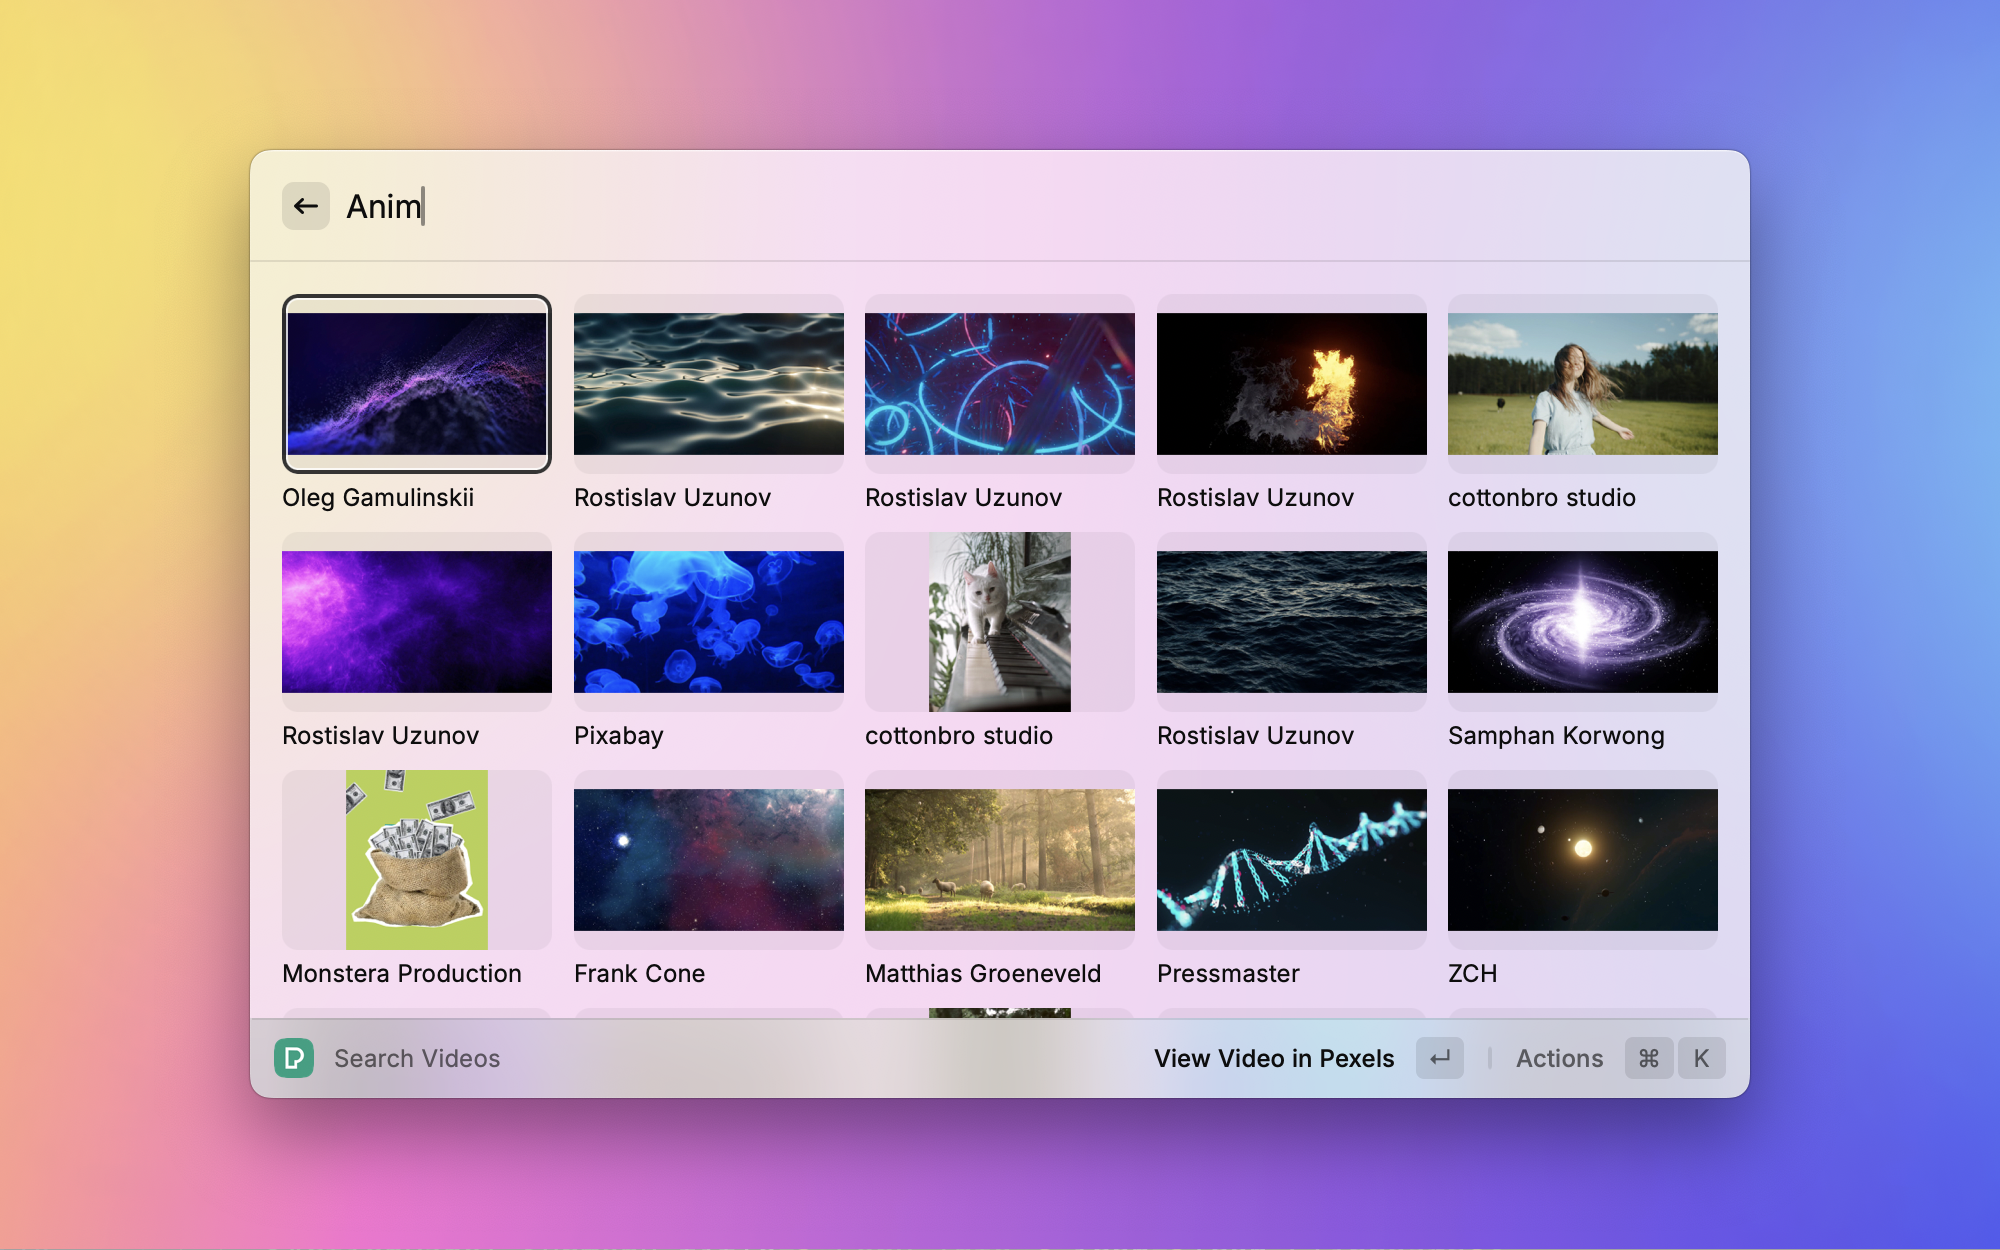 Anim
Oleg Gamulinskii
Rostislav Uzunov
Rostislav Uzunov
Rostislav Uzunov
cottonbro studio
Rostislav Uzunov
Pixabay
cottonbro studio
Rostislav Uzunov
Samphan Korwong
Monstera Production
Frank Cone
Matthias Groeneveld
Pressmaster
ZCH
Search Videos
View Video in Pexels
Actions
⌘ K